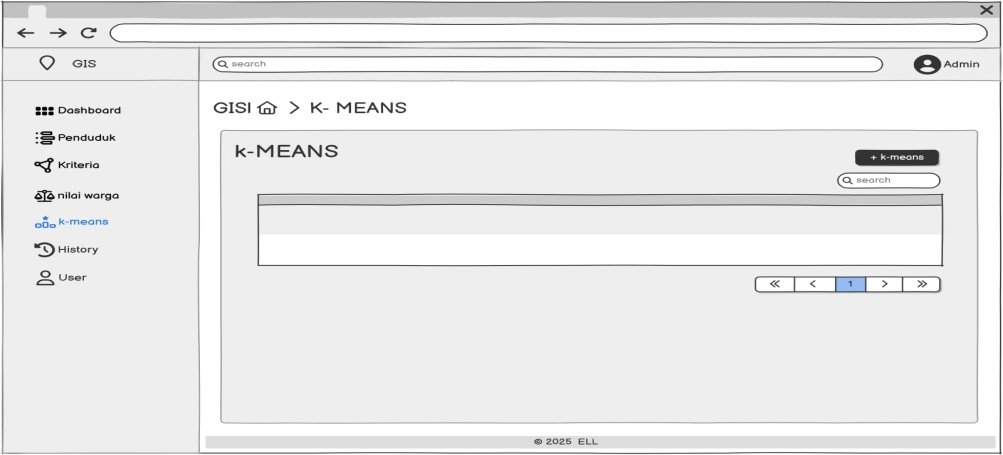 GIS
search
Admin
Dashboard
Penduduk
Kriteria
nilai warga
k-means
History
User
GISI > K- MEANS
k-MEANS
+ k-means
search
« < 1 > »
© 2025 ELL